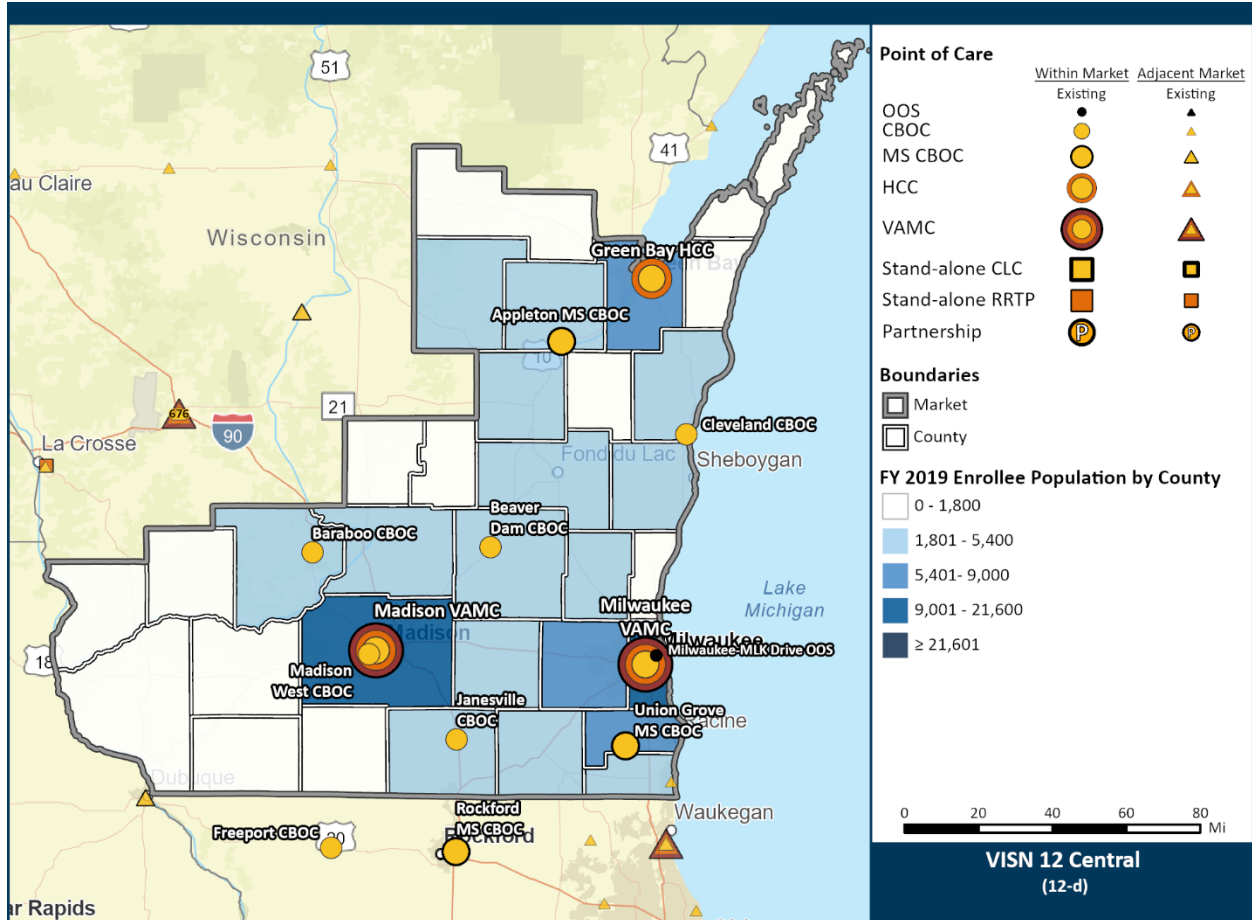 51
41
au Claire
Wisconsin
Green Bay HCC
Appleton MS CBOC
10
21
676
90
La Crosse
Cleveland CBOC
Fond du Lac
Sheboygan
Beaver
Dam CBOC
Baraboo CBOC
Lake
Michigan
Madison VAMC
Madison
Milwaukee
VAMC
Milwaukee
Milwaukee-MLK Drive OOS
18
Madison
West CBOC
Janesville
CBOC
Union Grove
MS CBOC
Racine
Dubuque
Waukegan
Rockford
MS CBOC
Rockford
Freeport CBOC
20
ar Rapids
Point of Care
Within Market Adjacent Market
Existing Existing
OOS
CBOC
MS CBOC
HCC
VAMC
Stand-alone CLC
Stand-alone RRTP
Partnership P P
Boundaries
Market
County
FY 2019 Enrollee Population by County
0 - 1,800
1,801 - 5,400
5,401- 9,000
9,001 - 21,600
≥ 21,601
0 20 40 60 80
Mi
VISN 12 Central
(12-d)